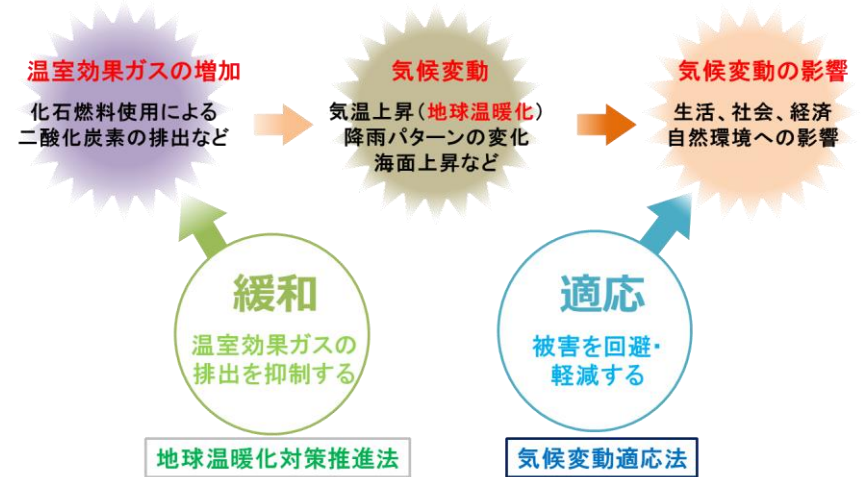 温室効果ガスの増加
化石燃料使用による
二酸化炭素の排出など
気候変動
気温上昇(地球温暖化)
降雨パターンの変化
海面上昇など
気候変動の影響
生活、社会、経済
自然環境への影響
緩和
温室効果ガスの
排出を抑制する
地球温暖化対策推進法
適応
被害を回避・
軽減する
気候変動適応法